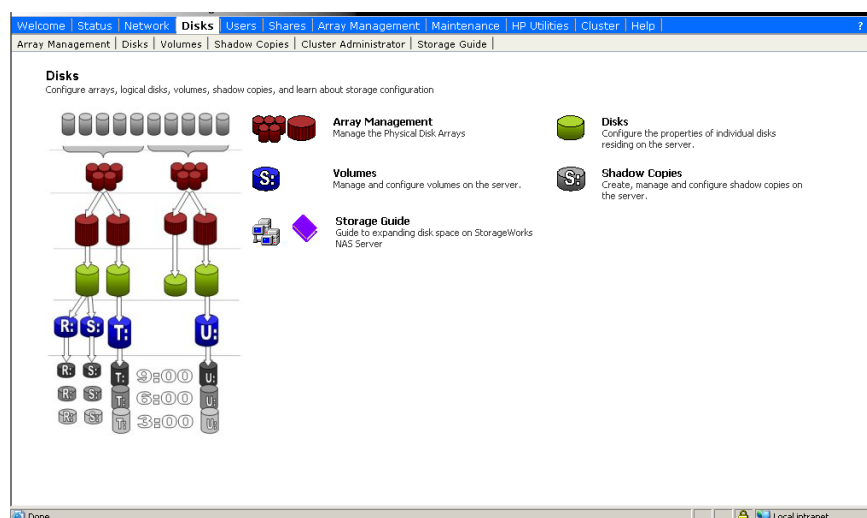 Welcome | Status | Network | Disks | Users | Shares | Array Management | Maintenance | HP Utilities | Cluster | Help | ?
Array Management | Disks | Volumes | Shadow Copies | Cluster Administrator | Storage Guide |
Disks
Configure arrays, logical disks, volumes, shadow copies, and learn about storage configuration
Array Management
Manage the Physical Disk Arrays
Disks
Configure the properties of individual disks
residing on the server.
S:
Volumes
Manage and configure volumes on the server.
S:
Shadow Copies
Create, manage and configure shadow copies on
the server.
Storage Guide
Guide to expanding disk space on StorageWorks
NAS Server
R: S: T: U:
R: S: T: 9:00 U:
R: S: T: 6:00 U:
R: S: T: 3:00 U:
Done
Local intranet